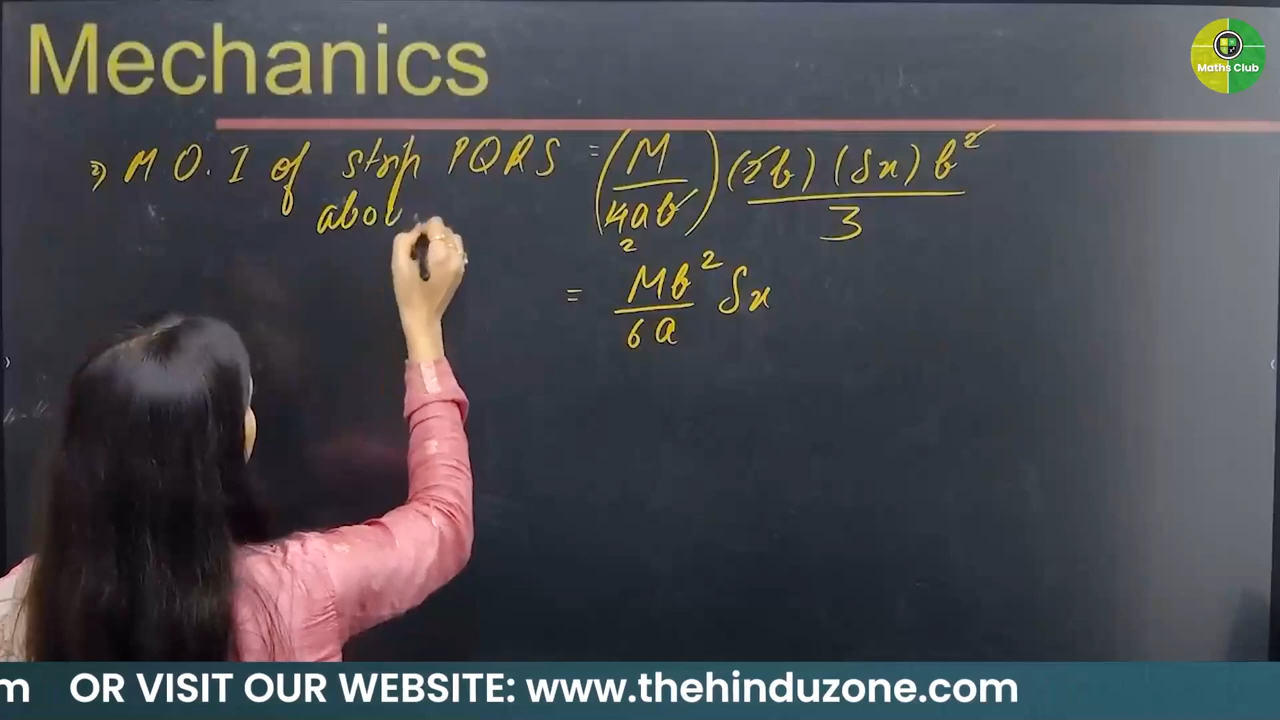 Mechanics
Maths Club
⇒ M O. I of strip PQRS = (M/4ab) (2b) (δx) b²/3
about
2
= Mb²/6a δx
m OR VISIT OUR WEBSITE: www.thehinduzone.com